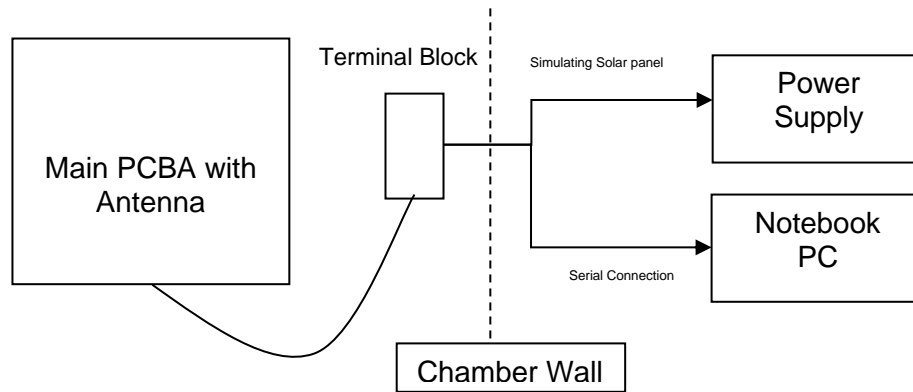 Main PCBA with
Antenna
Terminal Block
Simulating Solar panel
Power
Supply
Notebook
PC
Serial Connection
Chamber Wall